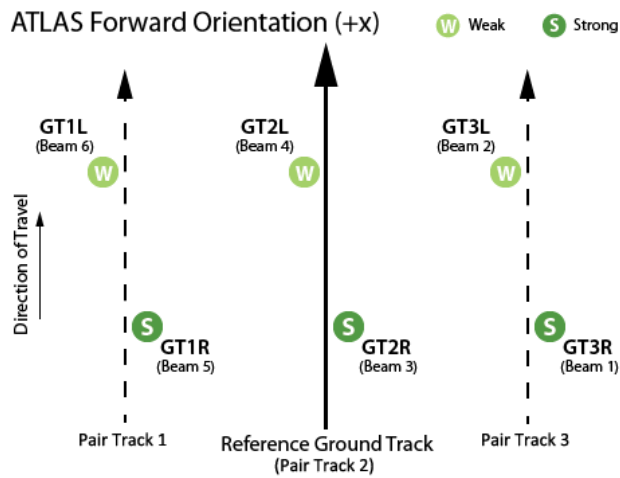 ATLAS Forward Orientation (+x)
W Weak
S Strong
GT1L
(Beam 6)
W
GT2L
(Beam 4)
W
GT3L
(Beam 2)
W
Direction of Travel
S
GT1R
(Beam 5)
S
GT2R
(Beam 3)
S
GT3R
(Beam 1)
Pair Track 1
Reference Ground Track
(Pair Track 2)
Pair Track 3